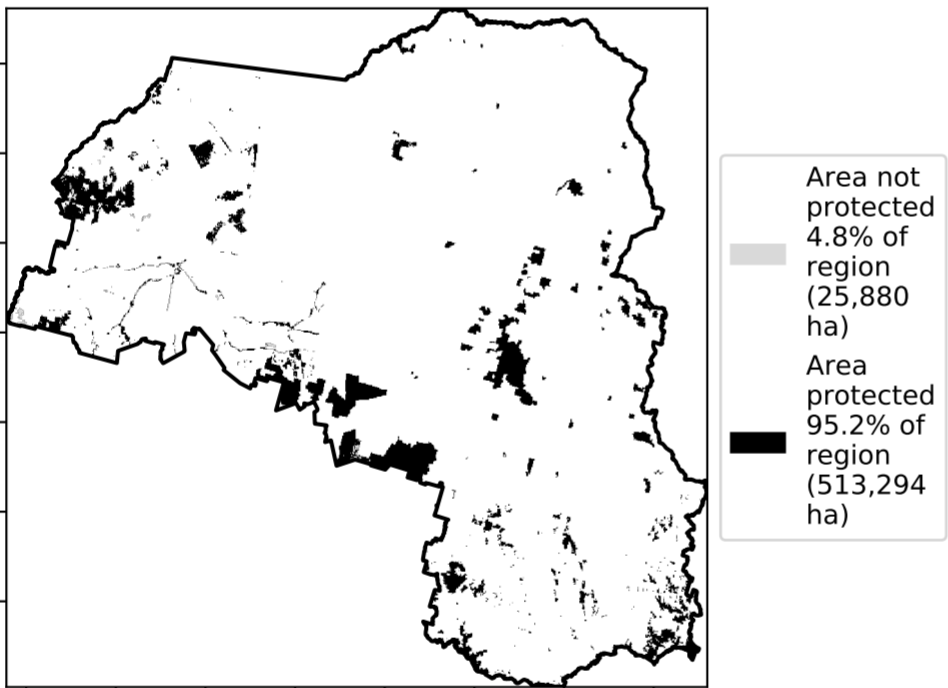 Area not
protected
4.8% of
region
(25,880
ha)
Area
protected
95.2% of
region
(513,294
ha)